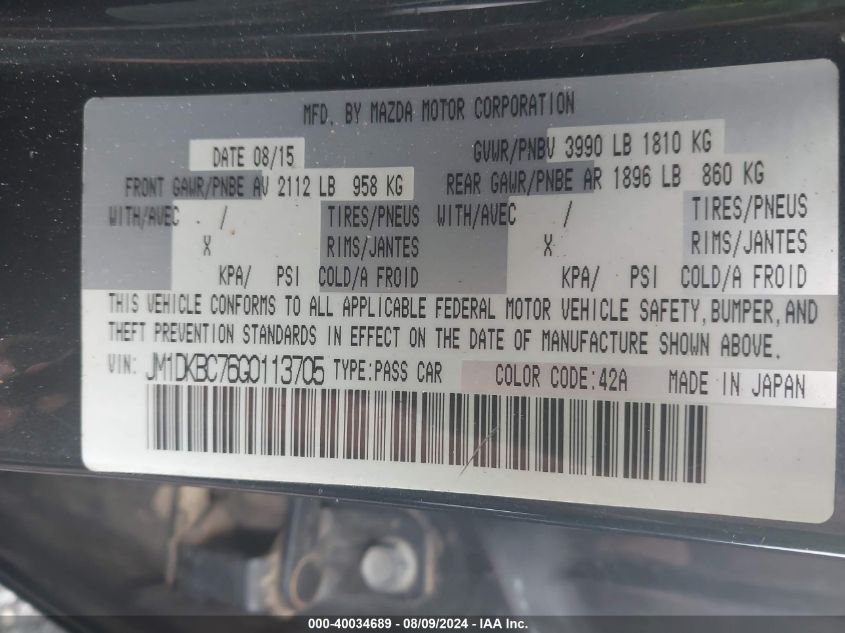 MFD. BY MAZDA MOTOR CORPORATION
DATE 08/15 GVWR/PNBV 3990 LB 1810 KG
FRONT GAWR/PNBE AV 2112 LB 958 KG REAR GAWR/PNBE AR 1896 LB 860 KG
WITH/AVEC . / TIRES/PNEUS WITH/AVEC / TIRES/PNEUS
X RIMS/JANTES X RIMS/JANTES
KPA/ PSI COLD/A FROID KPA/ PSI COLD/A FROID
THIS VEHICLE CONFORMS TO ALL APPLICABLE FEDERAL MOTOR VEHICLE SAFETY, BUMPER, AND
THEFT PREVENTION STANDARDS IN EFFECT ON THE DATE OF MANUFACTURE SHOWN ABOVE.
VIN: JM1DKBC76G0113705 TYPE:PASS CAR COLOR CODE:42A MADE IN JAPAN
000-40034689 - 08/09/2024 - IAA Inc.